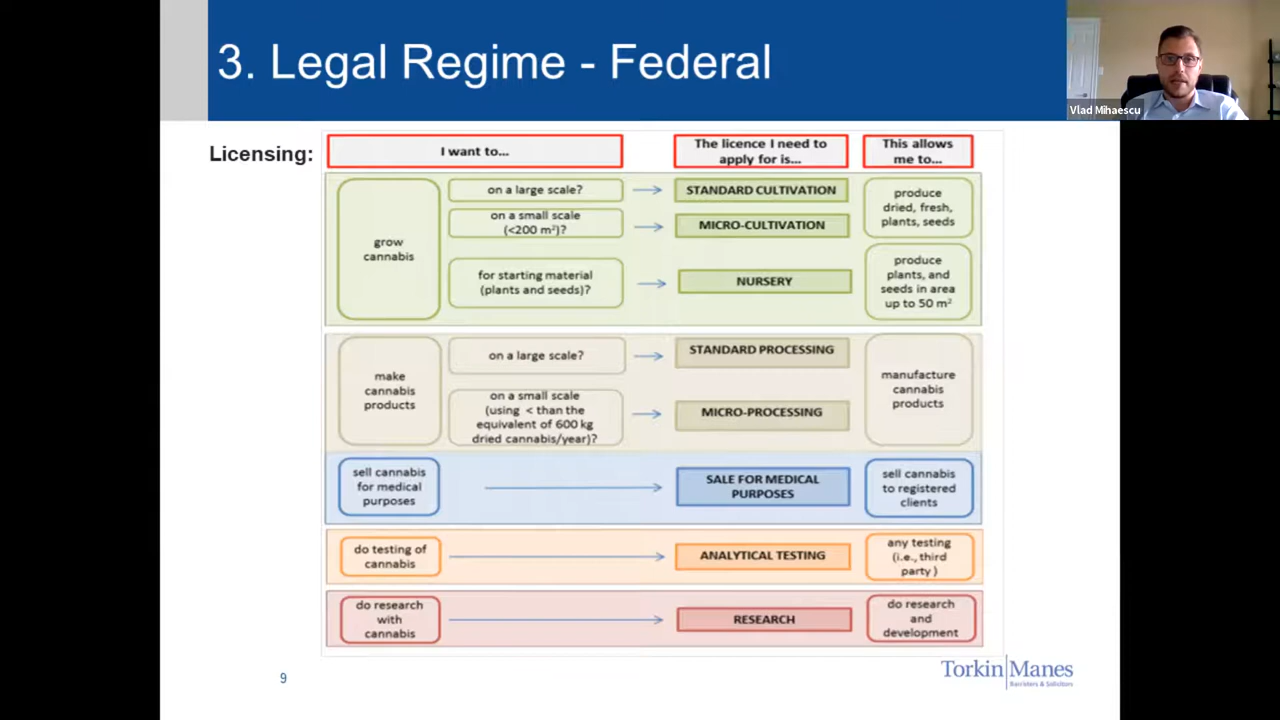 3. Legal Regime - Federal
Vlad Mihaescu
Licensing:
I want to...
The licence I need to
apply for is...
This allows
me to...
grow
cannabis
on a large scale?
STANDARD CULTIVATION
on a small scale
(<200 m²)?
MICRO-CULTIVATION
produce
dried, fresh,
plants, seeds
for starting material
(plants and seeds)?
NURSERY
produce
plants, and
seeds in area
up to 50 m²
make
cannabis
products
on a large scale?
STANDARD PROCESSING
on a small scale
(using < than the
equivalent of 600 kg
dried cannabis/year)?
MICRO-PROCESSING
manufacture
cannabis
products
sell cannabis
for medical
purposes
SALE FOR MEDICAL
PURPOSES
sell cannabis
to registered
clients
do testing of
cannabis
ANALYTICAL TESTING
any testing
(i.e., third
party )
do research
with
cannabis
RESEARCH
do research
and
development
9
Torkin Manes
Barristers & Solicitors